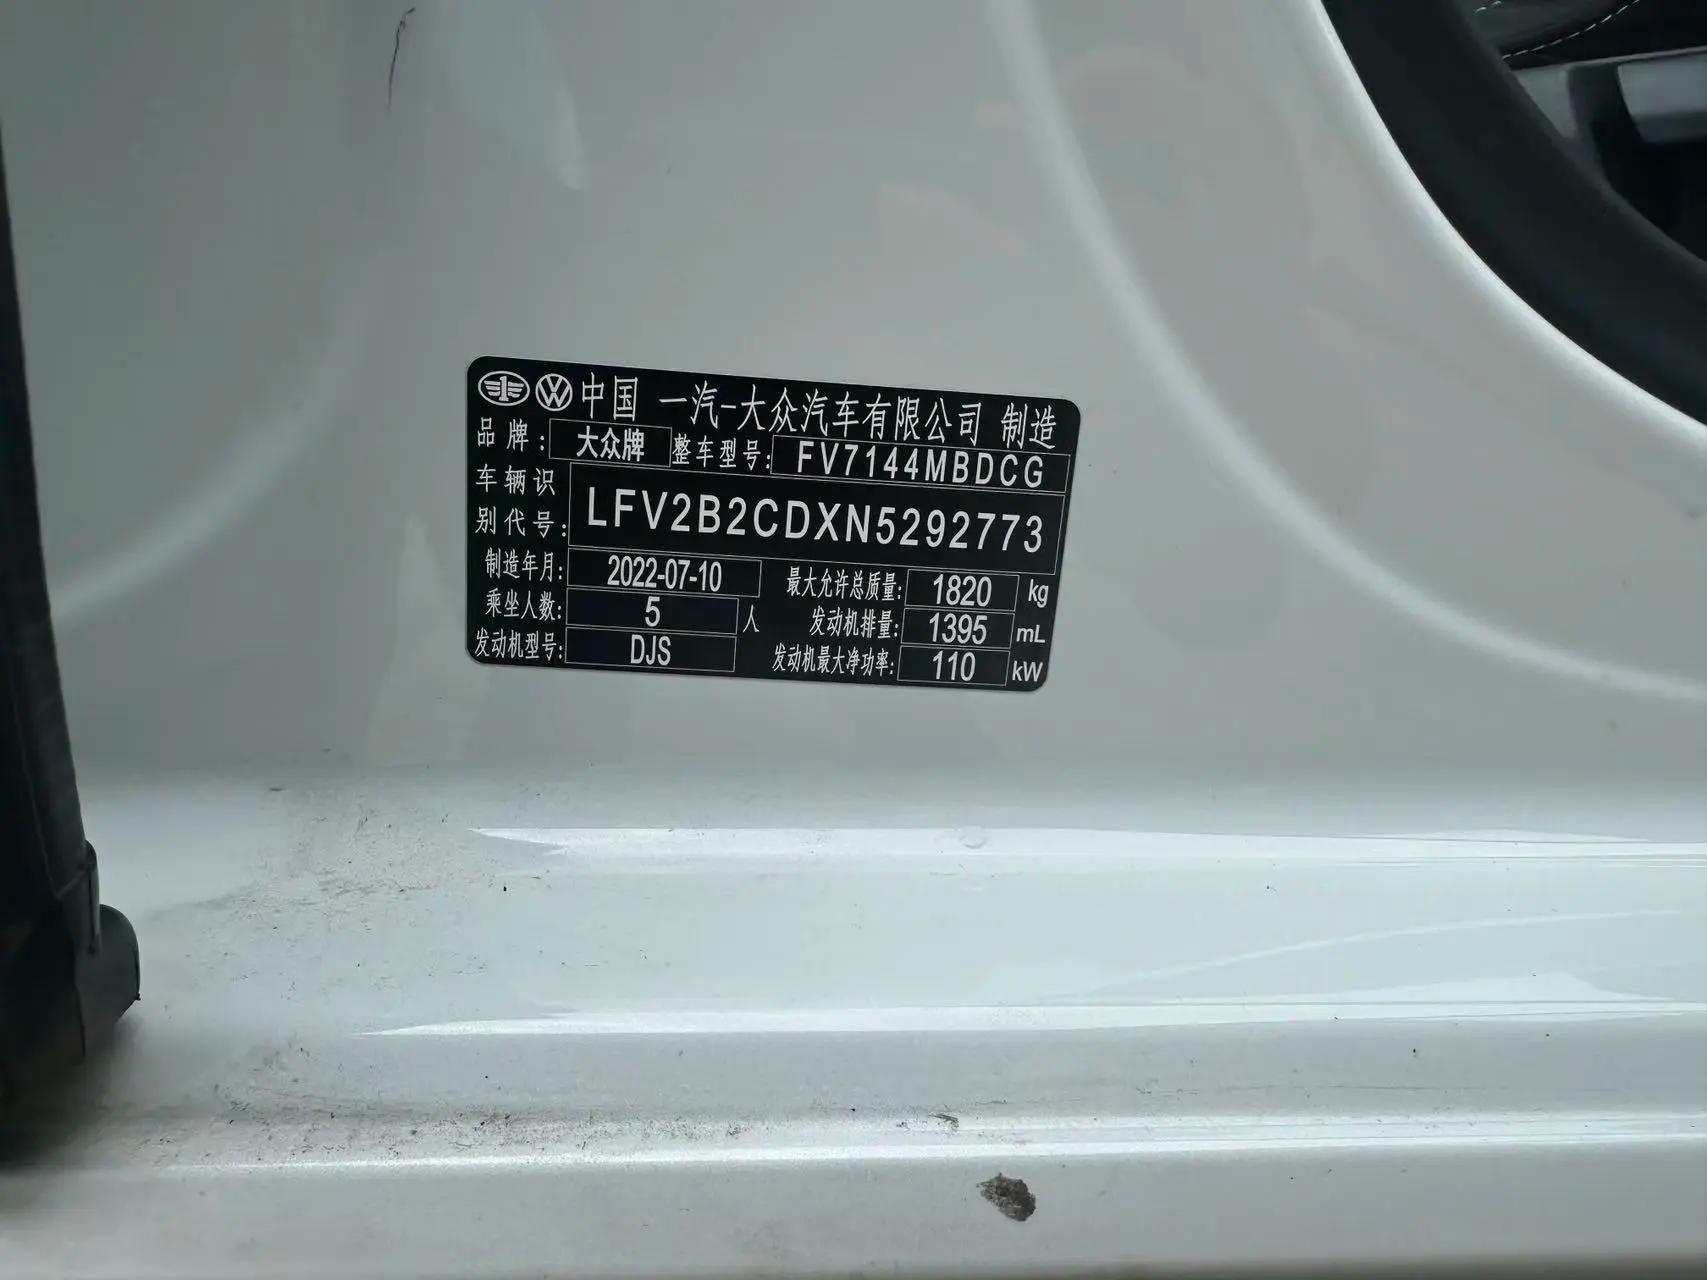 中国 一汽-大众汽车有限公司 制造
品牌: 大众牌 整车型号: FV7144MBDCG
车辆识别代号: LFV2B2CDXN5292773
制造年月: 2022-07-10 最大允许总质量: 1820 kg
乘坐人数: 5 人 发动机排量: 1395 mL
发动机型号: DJS 发动机最大净功率: 110 kW